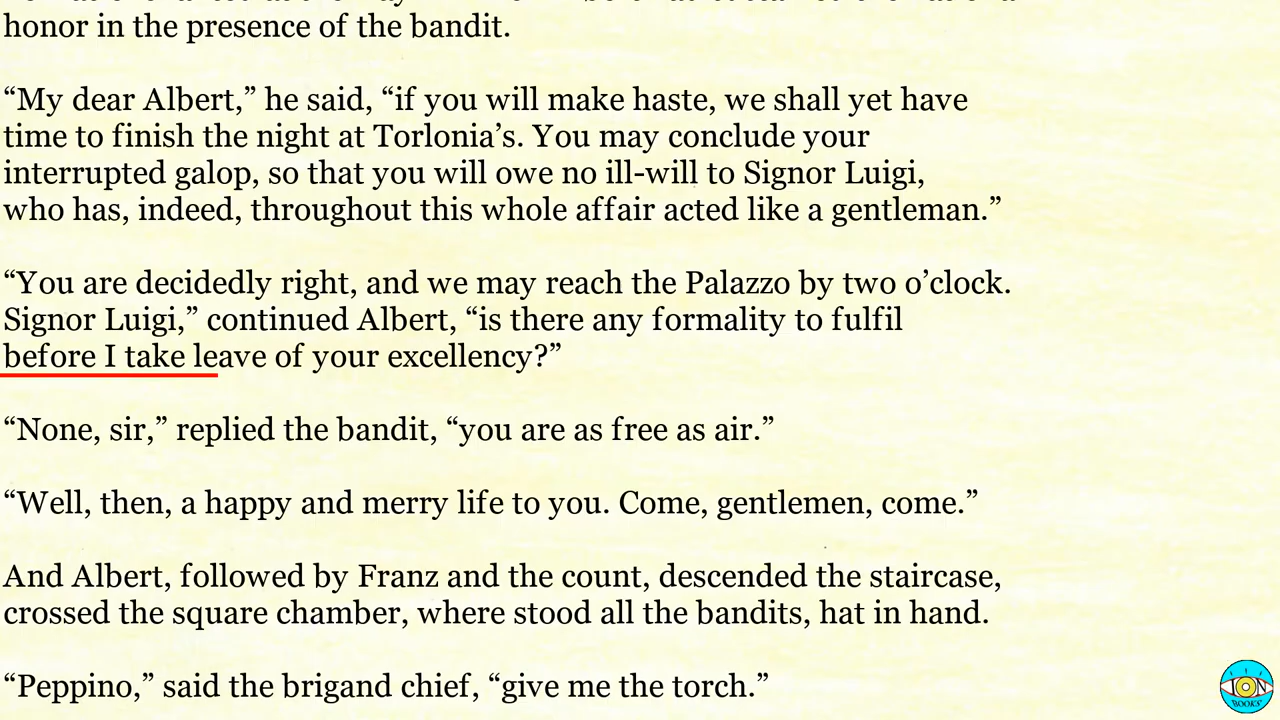 honor in the presence of the bandit.
“My dear Albert,” he said, “if you will make haste, we shall yet have
time to finish the night at Torlonia’s. You may conclude your
interrupted galop, so that you will owe no ill-will to Signor Luigi,
who has, indeed, throughout this whole affair acted like a gentleman.”
“You are decidedly right, and we may reach the Palazzo by two o’clock.
Signor Luigi,” continued Albert, “is there any formality to fulfil
before I take leave of your excellency?”
“None, sir,” replied the bandit, “you are as free as air.”
“Well, then, a happy and merry life to you. Come, gentlemen, come.”
And Albert, followed by Franz and the count, descended the staircase,
crossed the square chamber, where stood all the bandits, hat in hand.
“Peppino,” said the brigand chief, “give me the torch.”
ION
BOOKS